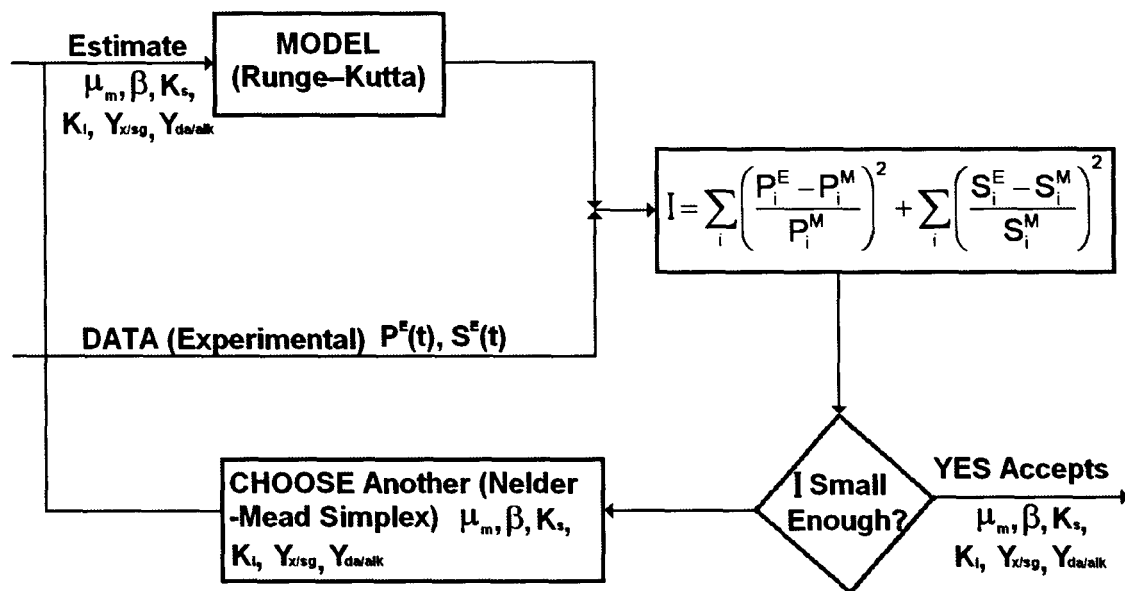 Estimate
μm, β, Ks,
KI, Yx/sg, Yda/alk
MODEL
(Runge–Kutta)
I = ∑i ((PiE − PiM) / PiM)2 + ∑i ((SiE − SiM) / SiM)2
DATA (Experimental) PE(t), SE(t)
CHOOSE Another (Nelder
-Mead Simplex) μm, β, Ks,
KI, Yx/sg, Yda/alk
I Small
Enough?
YES Accepts
μm, β, Ks,
KI, Yx/sg, Yda/alk